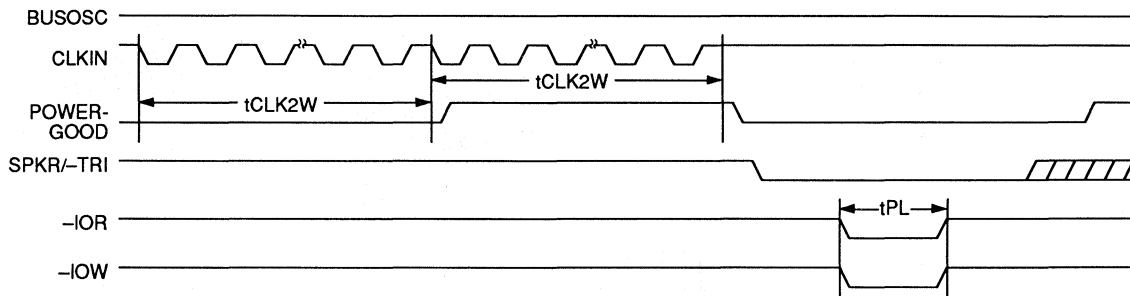 BUSOSC
CLKIN
tCLK2W
tCLK2W
POWER-
GOOD
SPKR/–TRI
tPL
–IOR
–IOW